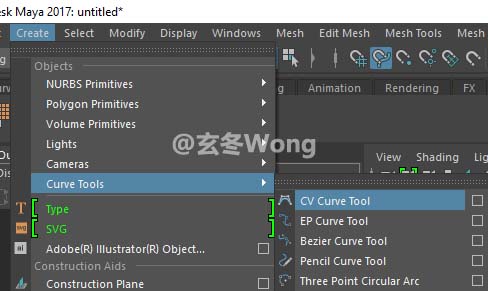 esk Maya 2017: untitled*
Create Select Modify Display Windows Mesh Edit Mesh Mesh Tools Mesh
Objects
NURBS Primitives
Polygon Primitives
Animation Rendering FX
Volume Primitives
Lights
@玄冬Wong
Cameras
View Shading Lighting
Curve Tools
CV Curve Tool
Type
EP Curve Tool
SVG
Bezier Curve Tool
Adobe(R) Illustrator(R) Object...
Pencil Curve Tool
Construction Aids
Construction Plane
Three Point Circular Arc